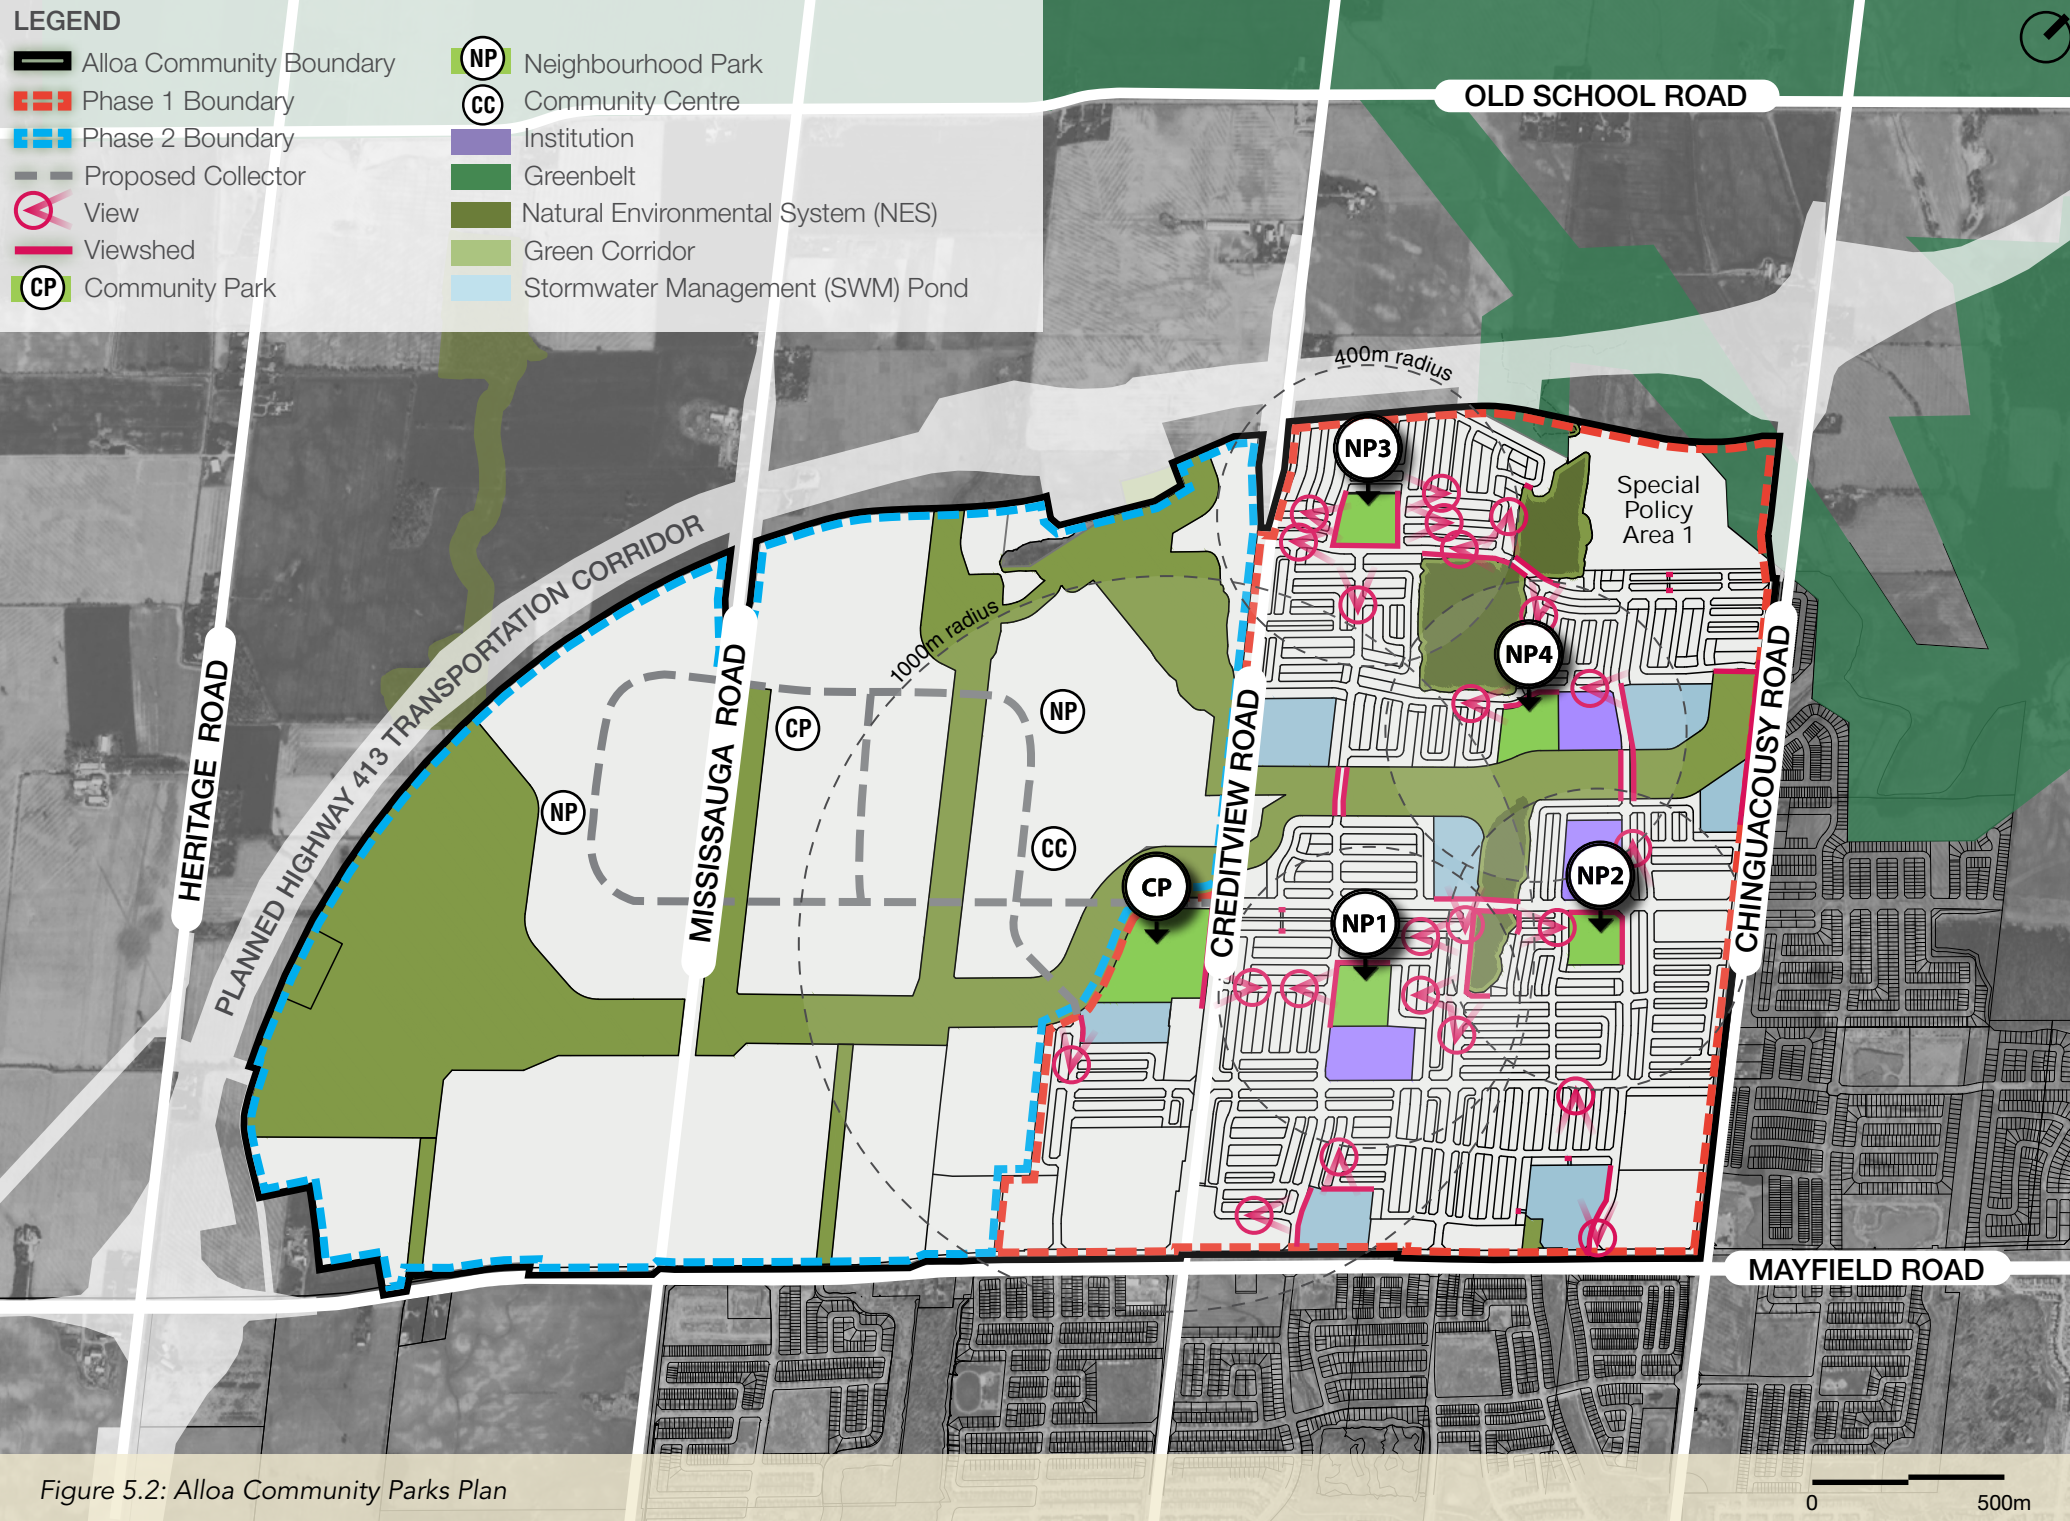 LEGEND
Alloa Community Boundary
Phase 1 Boundary
Phase 2 Boundary
Proposed Collector
View
Viewshed
CP Community Park
NP Neighbourhood Park
CC Community Centre
Institution
Greenbelt
Natural Environmental System (NES)
Green Corridor
Stormwater Management (SWM) Pond
OLD SCHOOL ROAD
400m radius
NP3
Special
Policy
Area 1
PLANNED HIGHWAY 413 TRANSPORTATION CORRIDOR
1000m radius
HERITAGE ROAD
MISSISSAUGA ROAD
CREDITVIEW ROAD
CHINGUACOUSY ROAD
NP4
NP
CP
NP
CC
CP
NP1
NP2
MAYFIELD ROAD
Figure 5.2: Alloa Community Parks Plan
0 500m